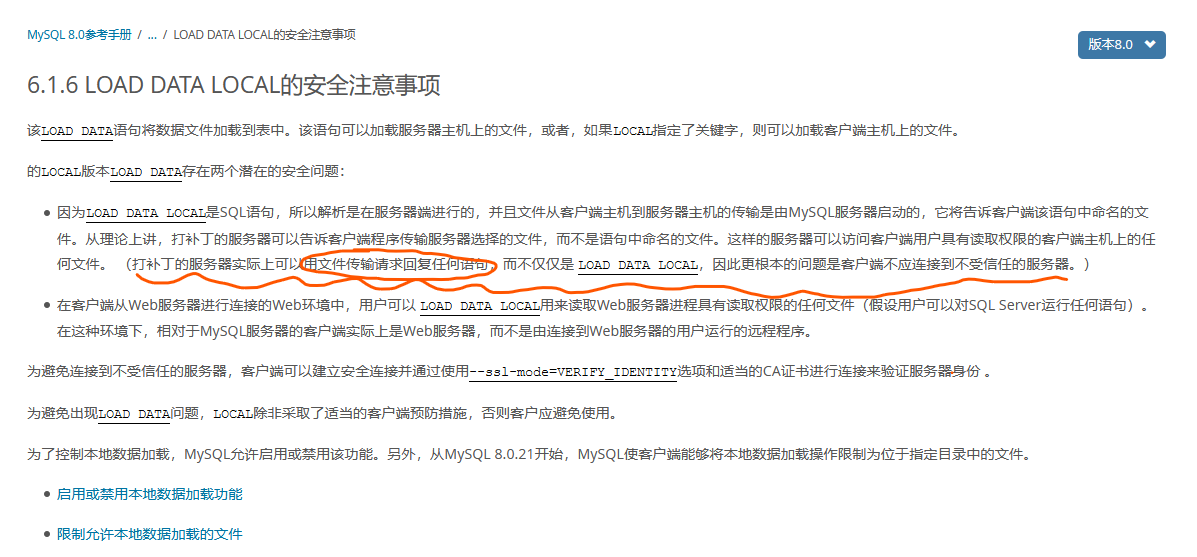 MySQL 8.0参考手册 / ... / LOAD DATA LOCAL的安全注意事项
版本8.0
6.1.6 LOAD DATA LOCAL的安全注意事项
该LOAD DATA语句将数据文件加载到表中。该语句可以加载服务器主机上的文件，或者，如果LOCAL指定了关键字，则可以加载客户端主机上的文件。
的LOCAL版本LOAD DATA存在两个潜在的安全问题：
因为LOAD DATA LOCAL是SQL语句，所以解析是在服务器端进行的，并且文件从客户端主机到服务器主机的传输是由MySQL服务器启动的，它将告诉客户端该语句中命名的文
件。从理论上讲，打补丁的服务器可以告诉客户端程序传输服务器选择的文件，而不是语句中命名的文件。这样的服务器可以访问客户端用户具有读取权限的客户端主机上的任
何文件。 （打补丁的服务器实际上可以用文件传输请求回复任何语句，而不仅仅是 LOAD DATA LOCAL，因此更根本的问题是客户端不应连接到不受信任的服务器。）
在客户端从Web服务器进行连接的Web环境中，用户可以 LOAD DATA LOCAL用来读取Web服务器进程具有读取权限的任何文件（假设用户可以对SQL Server运行任何语句）。
在这种环境下，相对于MySQL服务器的客户端实际上是Web服务器，而不是由连接到Web服务器的用户运行的远程程序。
为避免连接到不受信任的服务器，客户端可以建立安全连接并通过使用--ssl-mode=VERIFY_IDENTITY选项和适当的CA证书进行连接来验证服务器身份 。
为避免出现LOAD DATA问题，LOCAL除非采取了适当的客户端预防措施，否则客户应避免使用。
为了控制本地数据加载，MySQL允许启用或禁用该功能。另外，从MySQL 8.0.21开始，MySQL使客户端能够将本地数据加载操作限制为位于指定目录中的文件。
启用或禁用本地数据加载功能
限制允许本地数据加载的文件